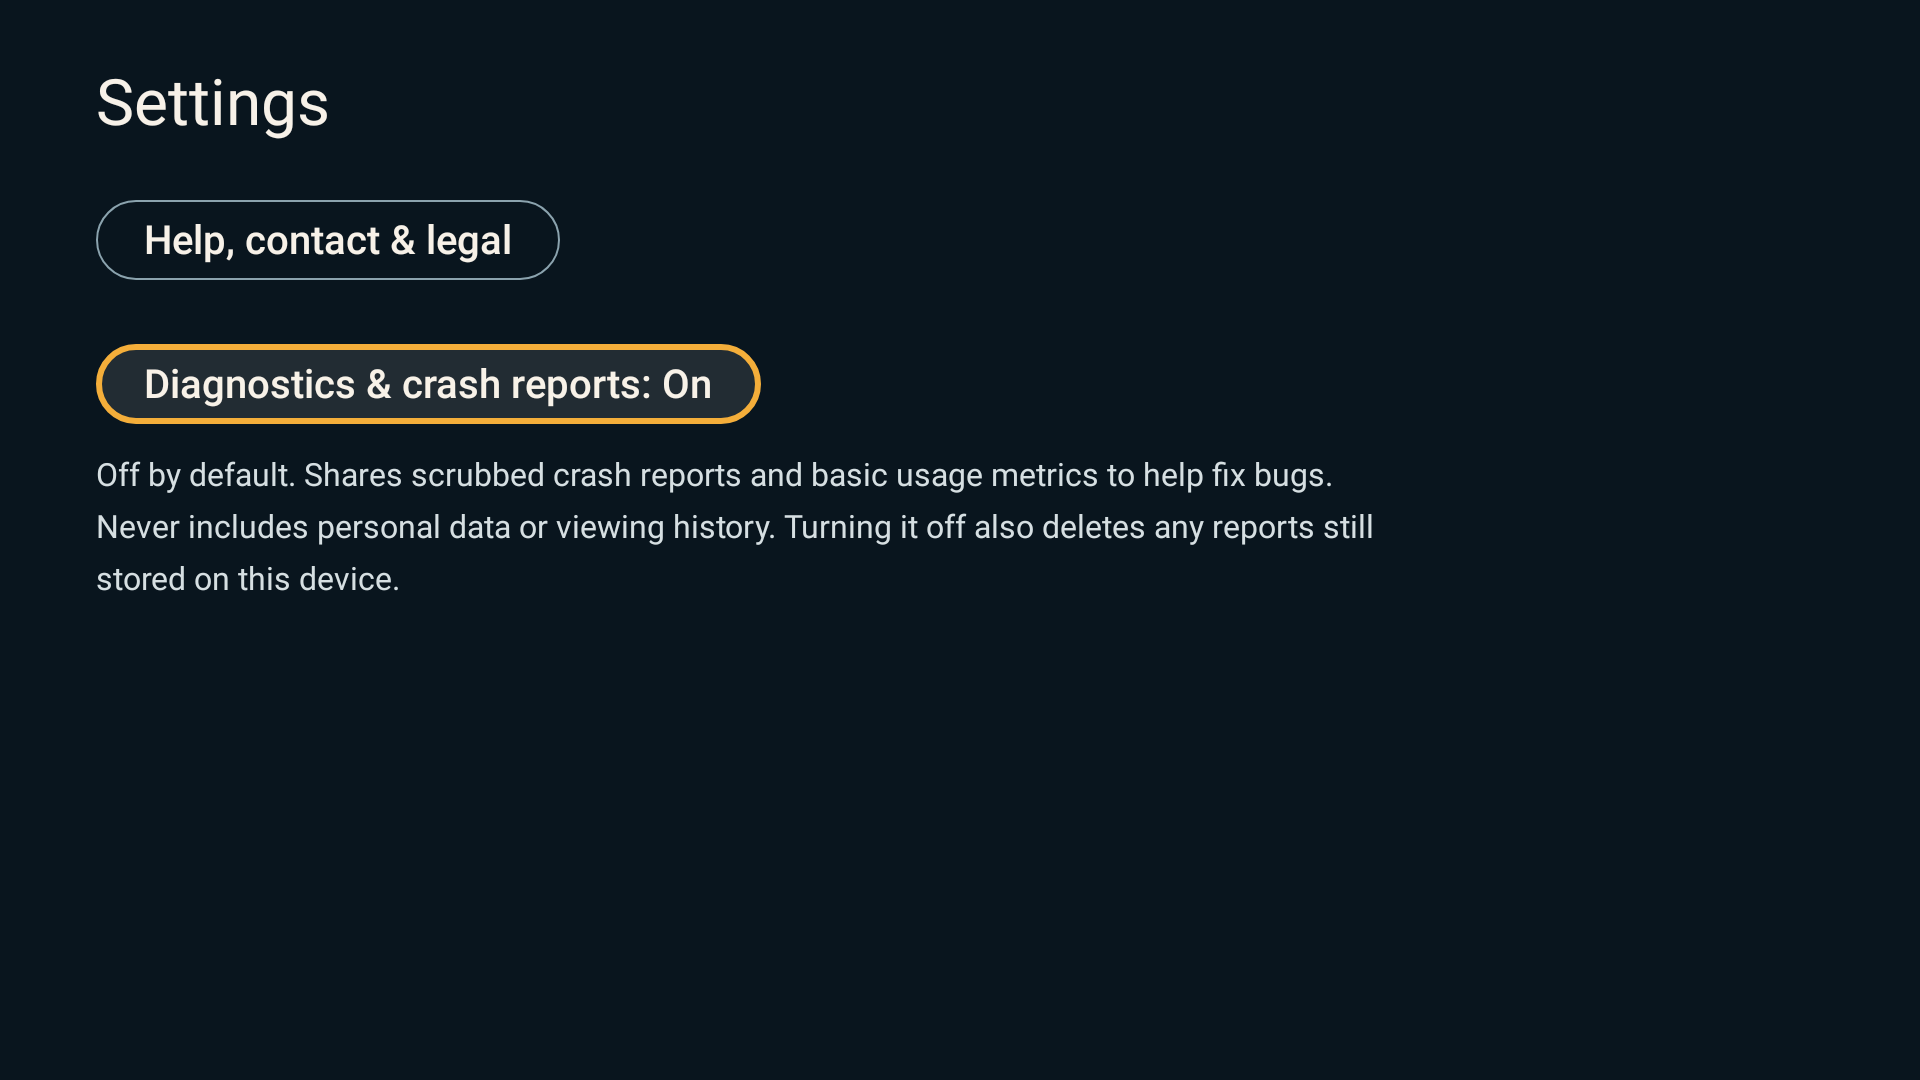 Settings
Help, contact & legal
Diagnostics & crash reports: On
Off by default. Shares scrubbed crash reports and basic usage metrics to help fix bugs.
Never includes personal data or viewing history. Turning it off also deletes any reports still
stored on this device.